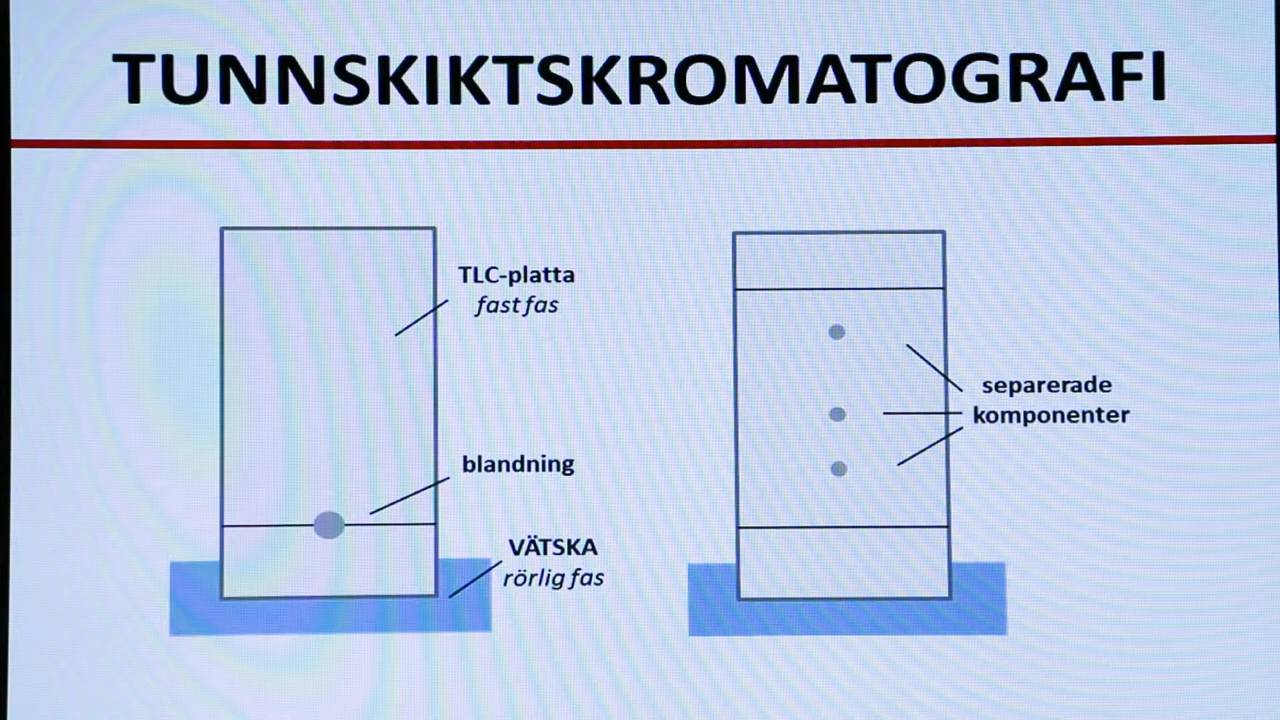 TUNNSKIKTSKROMATOGRAFI
TLC-platta
fast fas
blandning
VÄTSKA
rörlig fas
separerade
komponenter